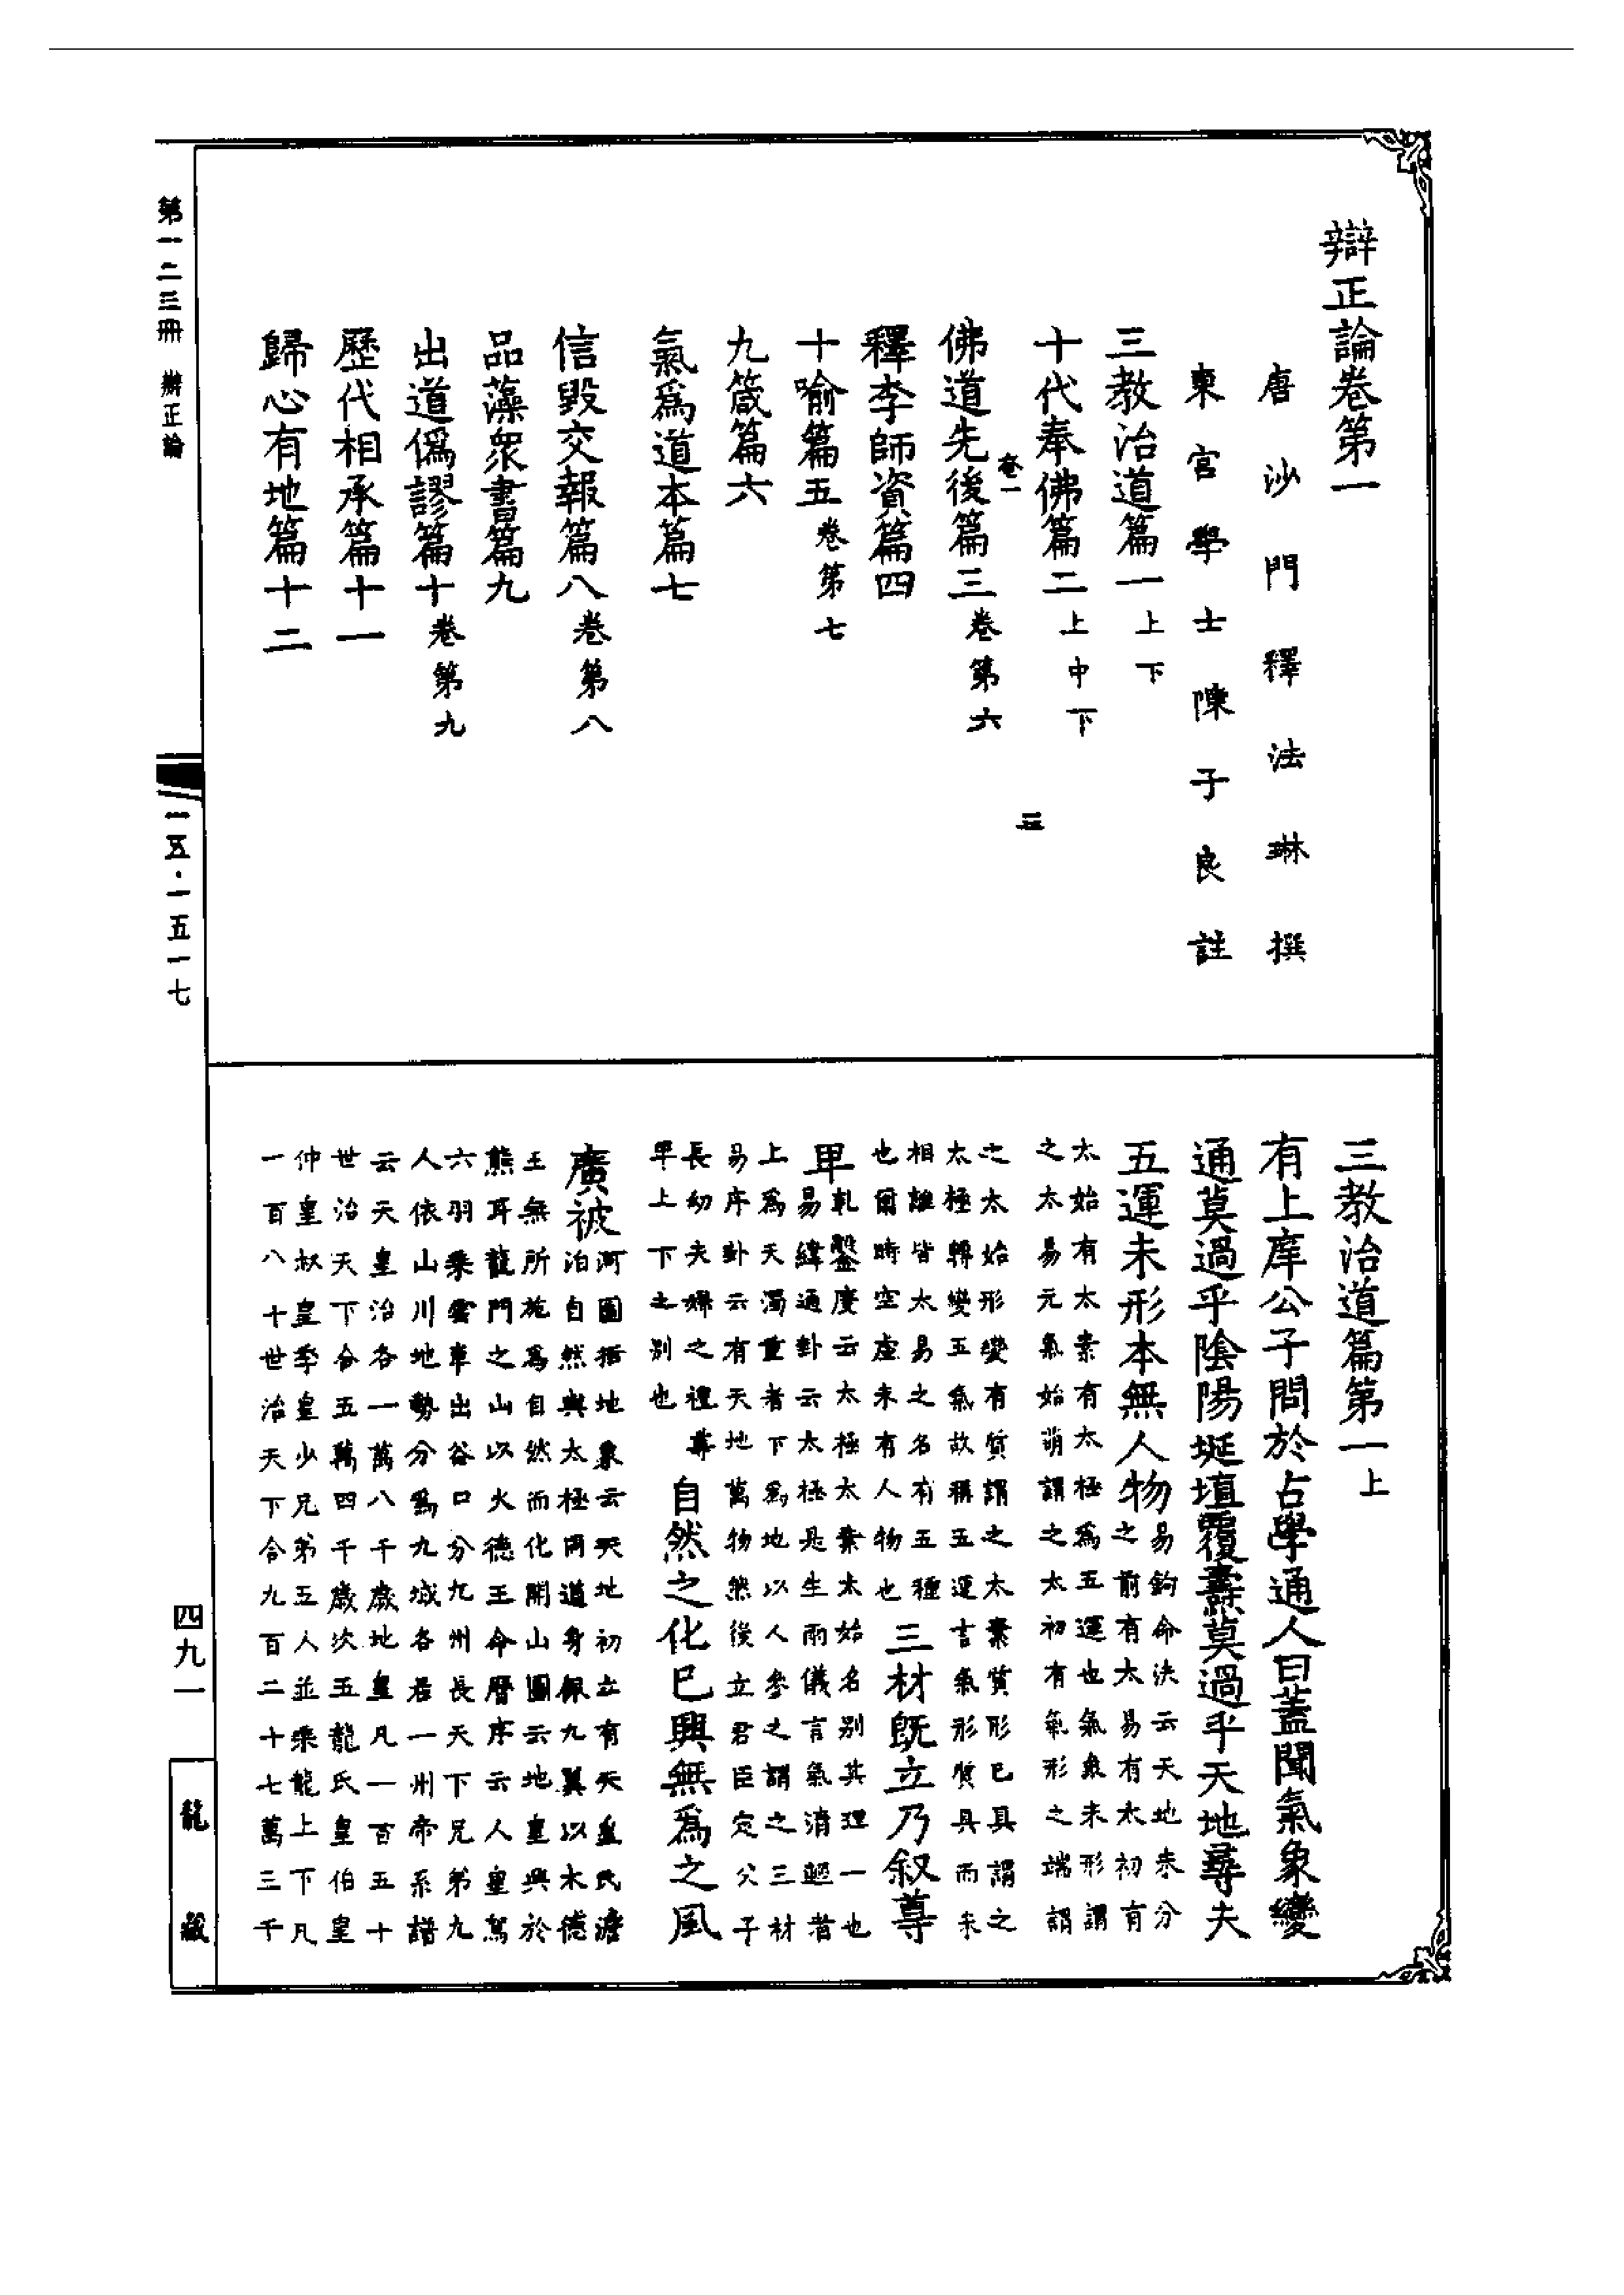 辯正論卷第一
唐沙門釋法琳撰
東宮學士陳子良註
三教治道篇一上下
十代奉佛篇二上中下
卷一
三
佛道先後篇三卷第六
釋李師資篇四
十喻篇五卷第七
九箴篇六
氣爲道本篇七
信毀交報篇八卷第八
品藻衆書篇九
出道僞謬篇十卷第九
歷代相承篇十一
歸心有地篇十二
三教治道篇第一上
有上庠公子問於古學通人曰蓋聞氣象變
通莫過乎陰陽埏埴覆燾莫過乎天地尋夫
五運未形本無人物易鈎命決云天地未分
之前有太易有太初有
太始有太素有太極爲五運也氣象未形謂
之太易元氣始萌謂之太初有氣形之端謂
之太始形變有質謂之太素質形已具謂之
太極轉變五氣故稱五運言氣形質具而未
相離皆太易之名有五種
也爾時空虛未有人物也三材旣立乃叙尊
卑易乹鑿度云太極太素太始名别其理一也
易緯通卦云太極是生兩儀言氣清輕者
上爲天濁重者下爲地以人參之謂之三材
易序卦云有天地萬物然後立君臣定父子
長幼夫婦之禮尊
卑上下之别也自然之化已興無爲之風
廣被河圖括地象云天地初立有天皇氏澹
泊自然與太極同道身佩九翼以木德
王無所施爲自然而化開山圖云地皇興於
熊耳龍門之山以火德王命曆序云人皇駕
六羽乘雲車出谷口分九州長天下兄弟九
人依山川地勢分爲九域各居一州帝系譜
云天皇治各一萬八千歲地皇凡一百五十
世治天下合五萬四千歲次五龍氏皇伯皇
仲皇叔皇季皇少兄弟五人並乘龍上下凡
一百八十世治天下合九百二十七萬三千
第一二三冊 辯正論
一五·一五一七
四九一
龍藏